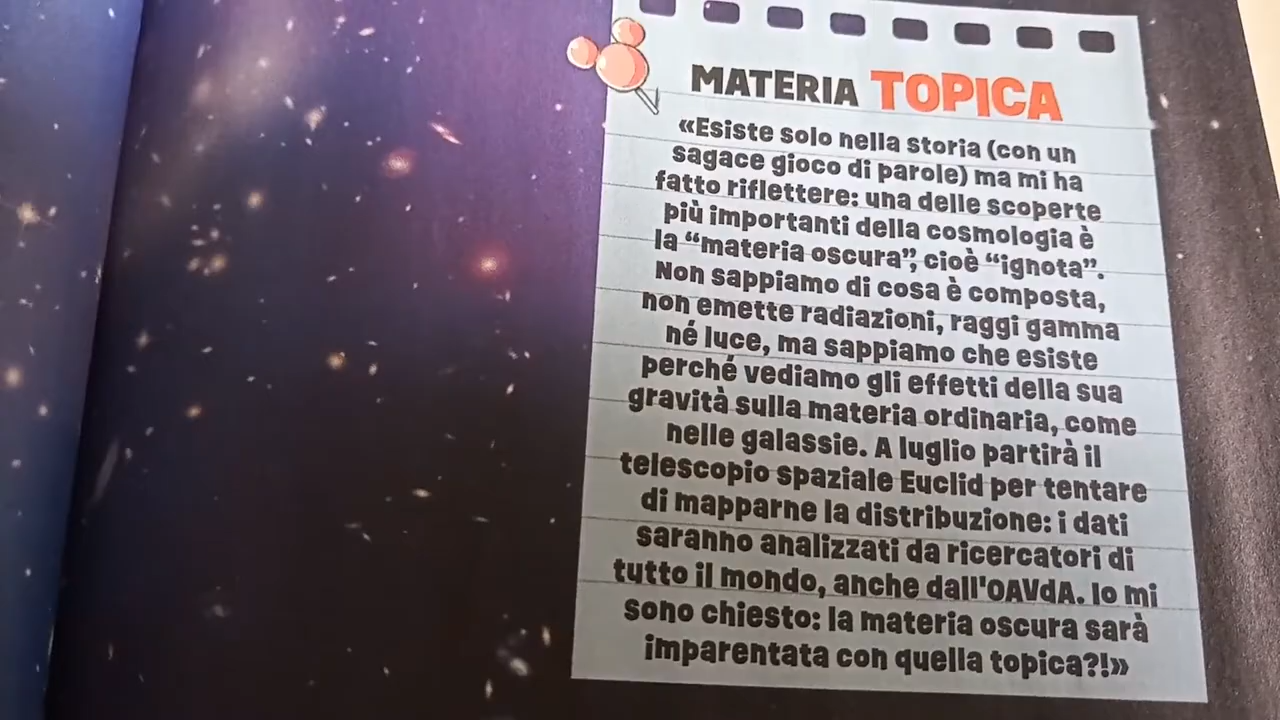 MATERIA TOPICA
«Esiste solo nella storia (con un
sagace gioco di parole) ma mi ha
fatto riflettere: una delle scoperte
più importanti della cosmologia è
la “materia oscura”, cioè “ignota”.
Non sappiamo di cosa è composta,
non emette radiazioni, raggi gamma
né luce, ma sappiamo che esiste
perché vediamo gli effetti della sua
gravità sulla materia ordinaria, come
nelle galassie. A luglio partirà il
telescopio spaziale Euclid per tentare
di mapparne la distribuzione: i dati
saranno analizzati da ricercatori di
tutto il mondo, anche dall'OAVdA. Io mi
sono chiesto: la materia oscura sarà
imparentata con quella topica?!»